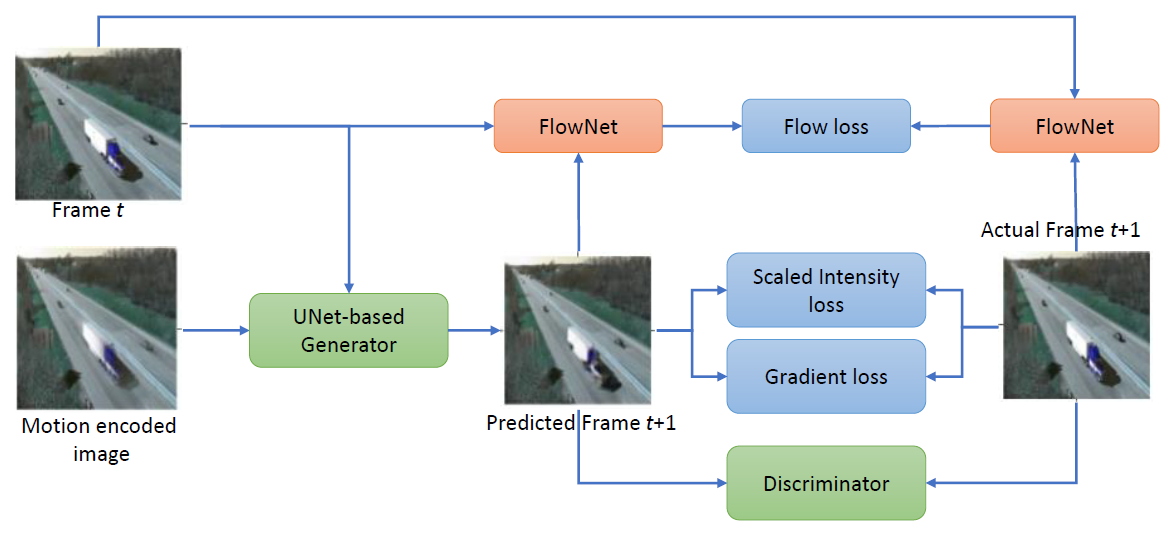 FlowNet
Flow loss
FlowNet
Frame t
Actual Frame t+1
Scaled Intensity
loss
UNet-based
Generator
Gradient loss
Motion encoded
image
Predicted Frame t+1
Discriminator